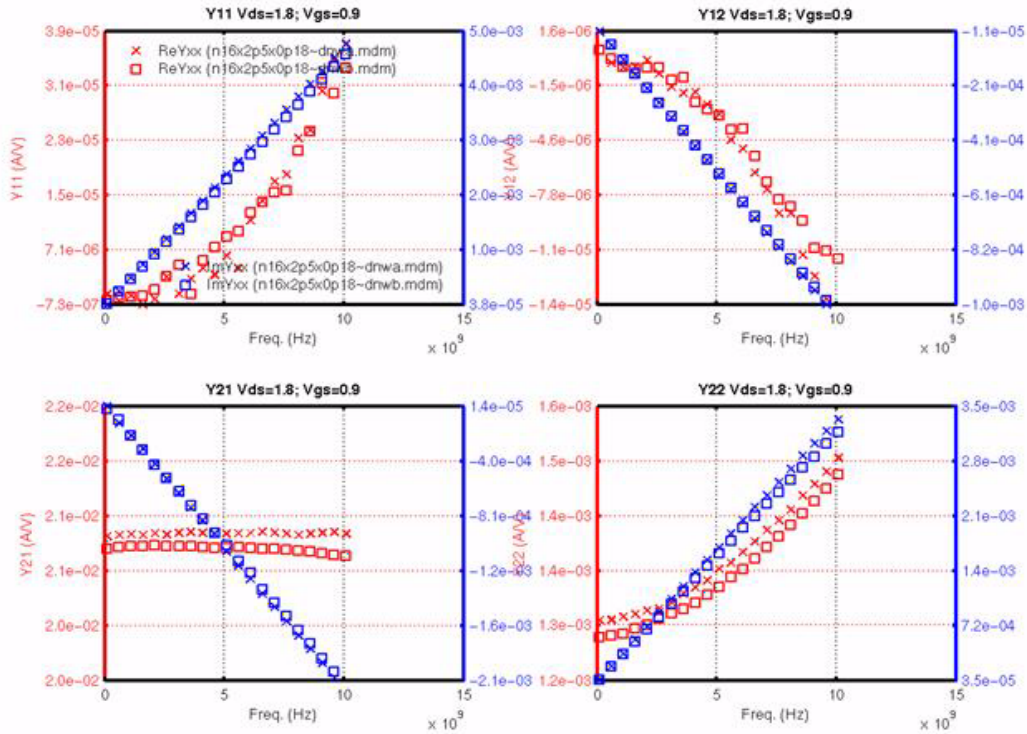 Y11 Vds=1.8; Vgs=0.9
3.9e-05
3.1e-05
2.3e-05
1.5e-05
7.1e-06
-7.3e-07
Y11 (A/V)
ReYxx (n16x2p5x0p18~dnwa.mdm)
ReYxx (n16x2p5x0p18~dnwb.mdm)
ImYxx (n16x2p5x0p18~dnwa.mdm)
ImYxx (n16x2p5x0p18~dnwb.mdm)
5.0e-03
4.0e-03
3.0e-03
2.0e-03
1.0e-03
3.8e-05
0 5 10 15
Freq. (Hz)
x 10^9
Y12 Vds=1.8; Vgs=0.9
1.6e-06
-1.5e-06
-4.6e-06
-7.8e-06
-1.1e-05
-1.4e-05
(A/V)
-1.1e-05
-2.1e-04
-4.1e-04
-6.1e-04
-8.2e-04
-1.0e-03
0 5 10 15
Freq. (Hz)
x 10^9
Y21 Vds=1.8; Vgs=0.9
2.2e-02
2.2e-02
2.1e-02
2.1e-02
2.0e-02
2.0e-02
Y21 (A/V)
1.4e-05
-4.0e-04
-8.1e-04
-1.2e-03
-1.6e-03
-2.1e-03
0 5 10 15
Freq. (Hz)
x 10^9
Y22 Vds=1.8; Vgs=0.9
1.6e-03
1.5e-03
1.4e-03
1.4e-03
1.3e-03
1.2e-03
(A/V)
3.5e-03
2.8e-03
2.1e-03
1.4e-03
7.2e-04
3.5e-05
0 5 10 15
Freq. (Hz)
x 10^9